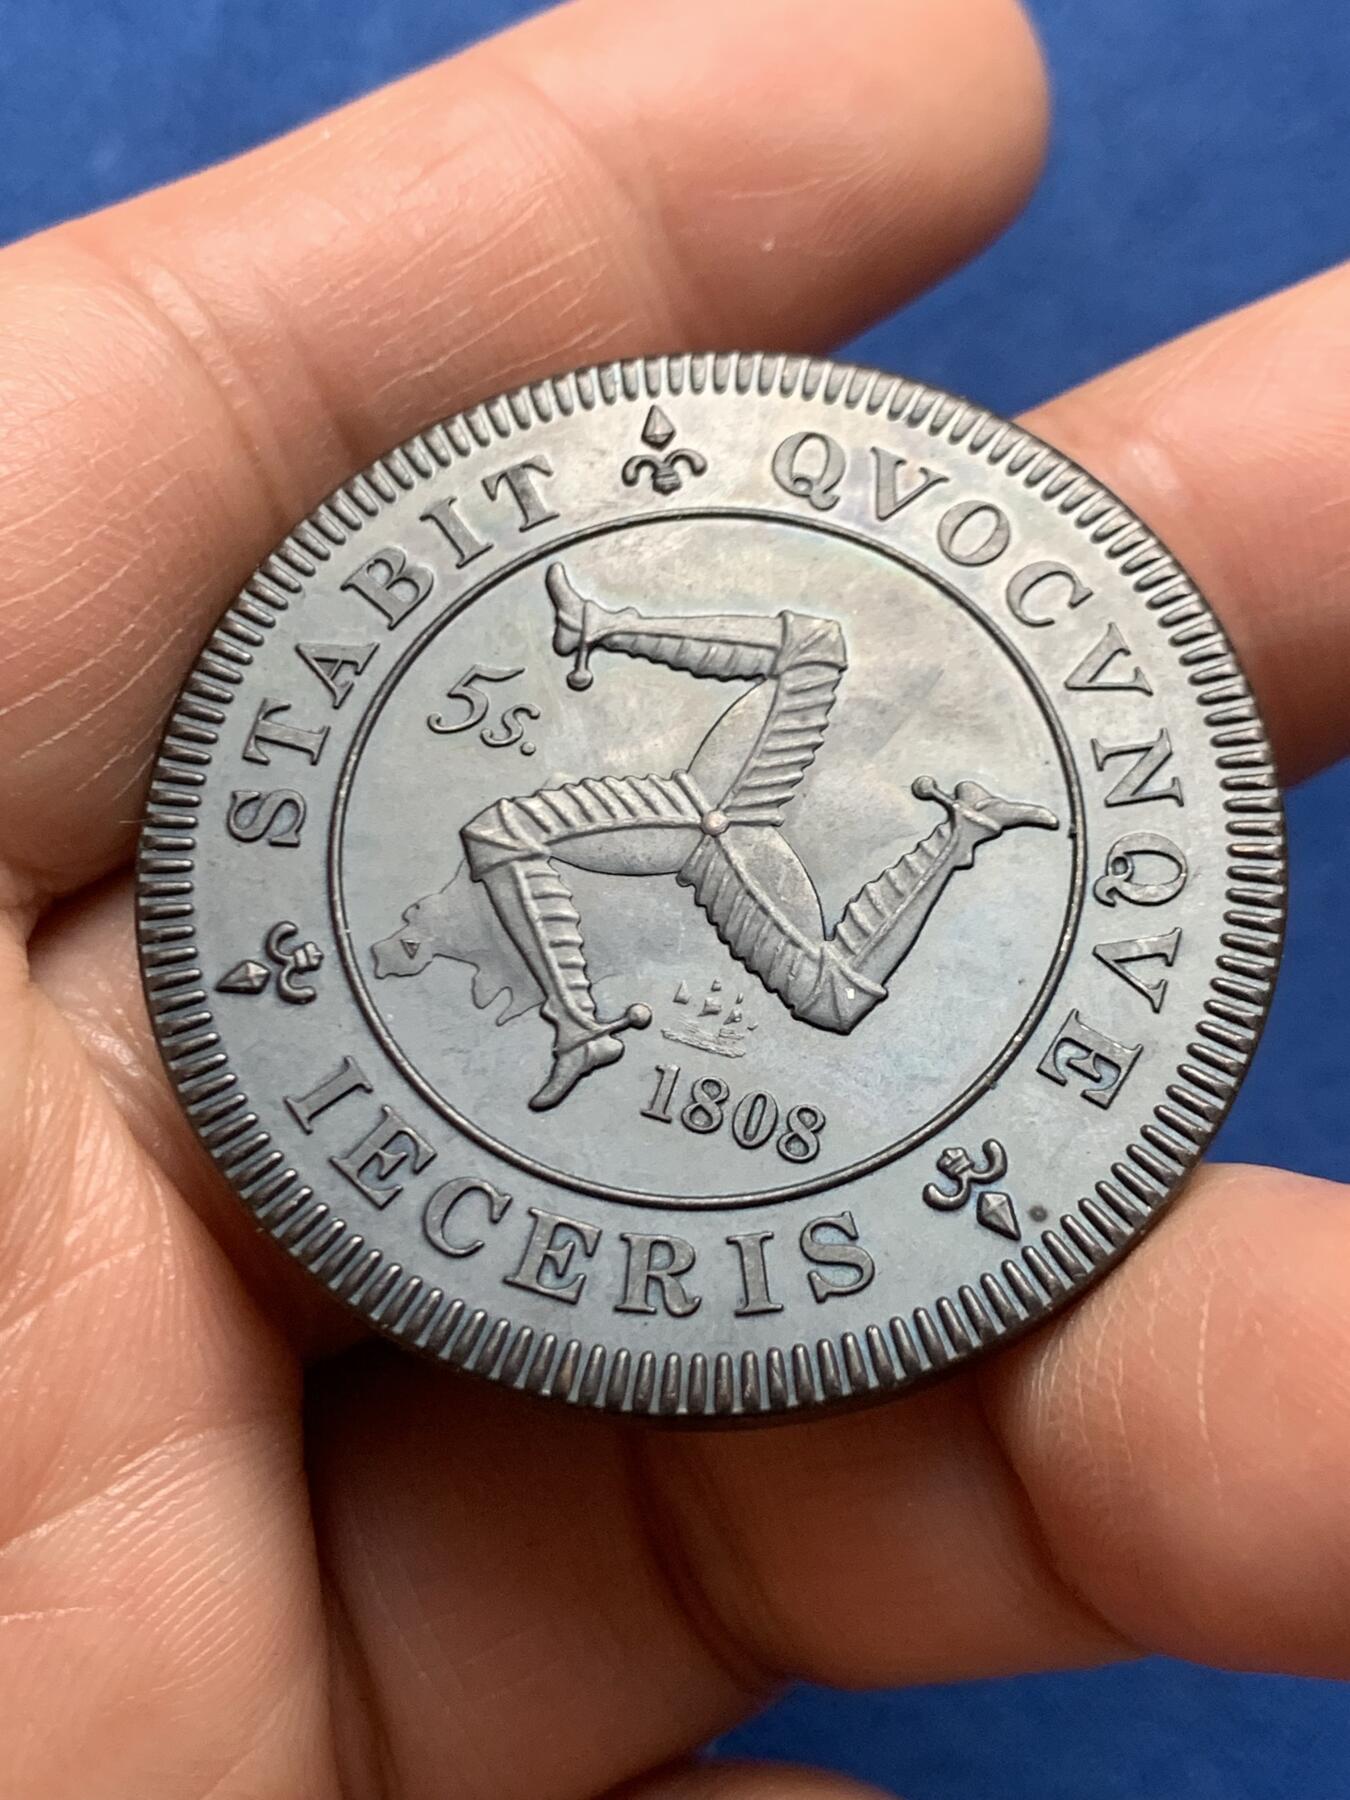 QVOCVNQVE
IECERIS
STABIT
5s.
1808